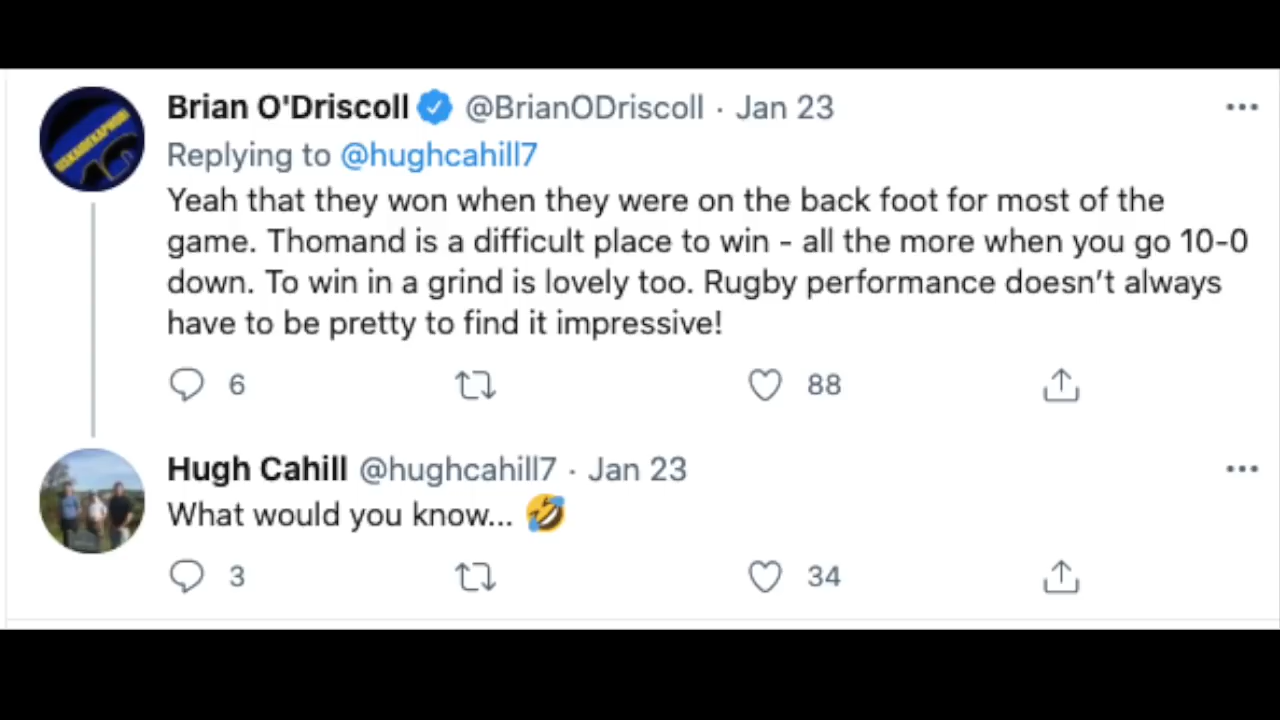 Brian O'Driscoll @BrianODriscoll · Jan 23
Replying to @hughcahill7
Yeah that they won when they were on the back foot for most of the
game. Thomand is a difficult place to win - all the more when you go 10-0
down. To win in a grind is lovely too. Rugby performance doesn’t always
have to be pretty to find it impressive!
6 88
Hugh Cahill @hughcahill7 · Jan 23
What would you know... 🤣
3 34